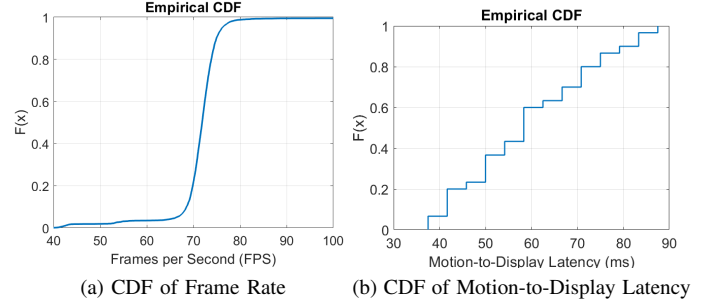 Empirical CDF
1
0.8
0.6
0.4
0.2
0
F(x)
40 50 60 70 80 90 100
Frames per Second (FPS)
(a) CDF of Frame Rate
Empirical CDF
1
0.8
0.6
0.4
0.2
0
F(x)
30 40 50 60 70 80 90
Motion-to-Display Latency (ms)
(b) CDF of Motion-to-Display Latency